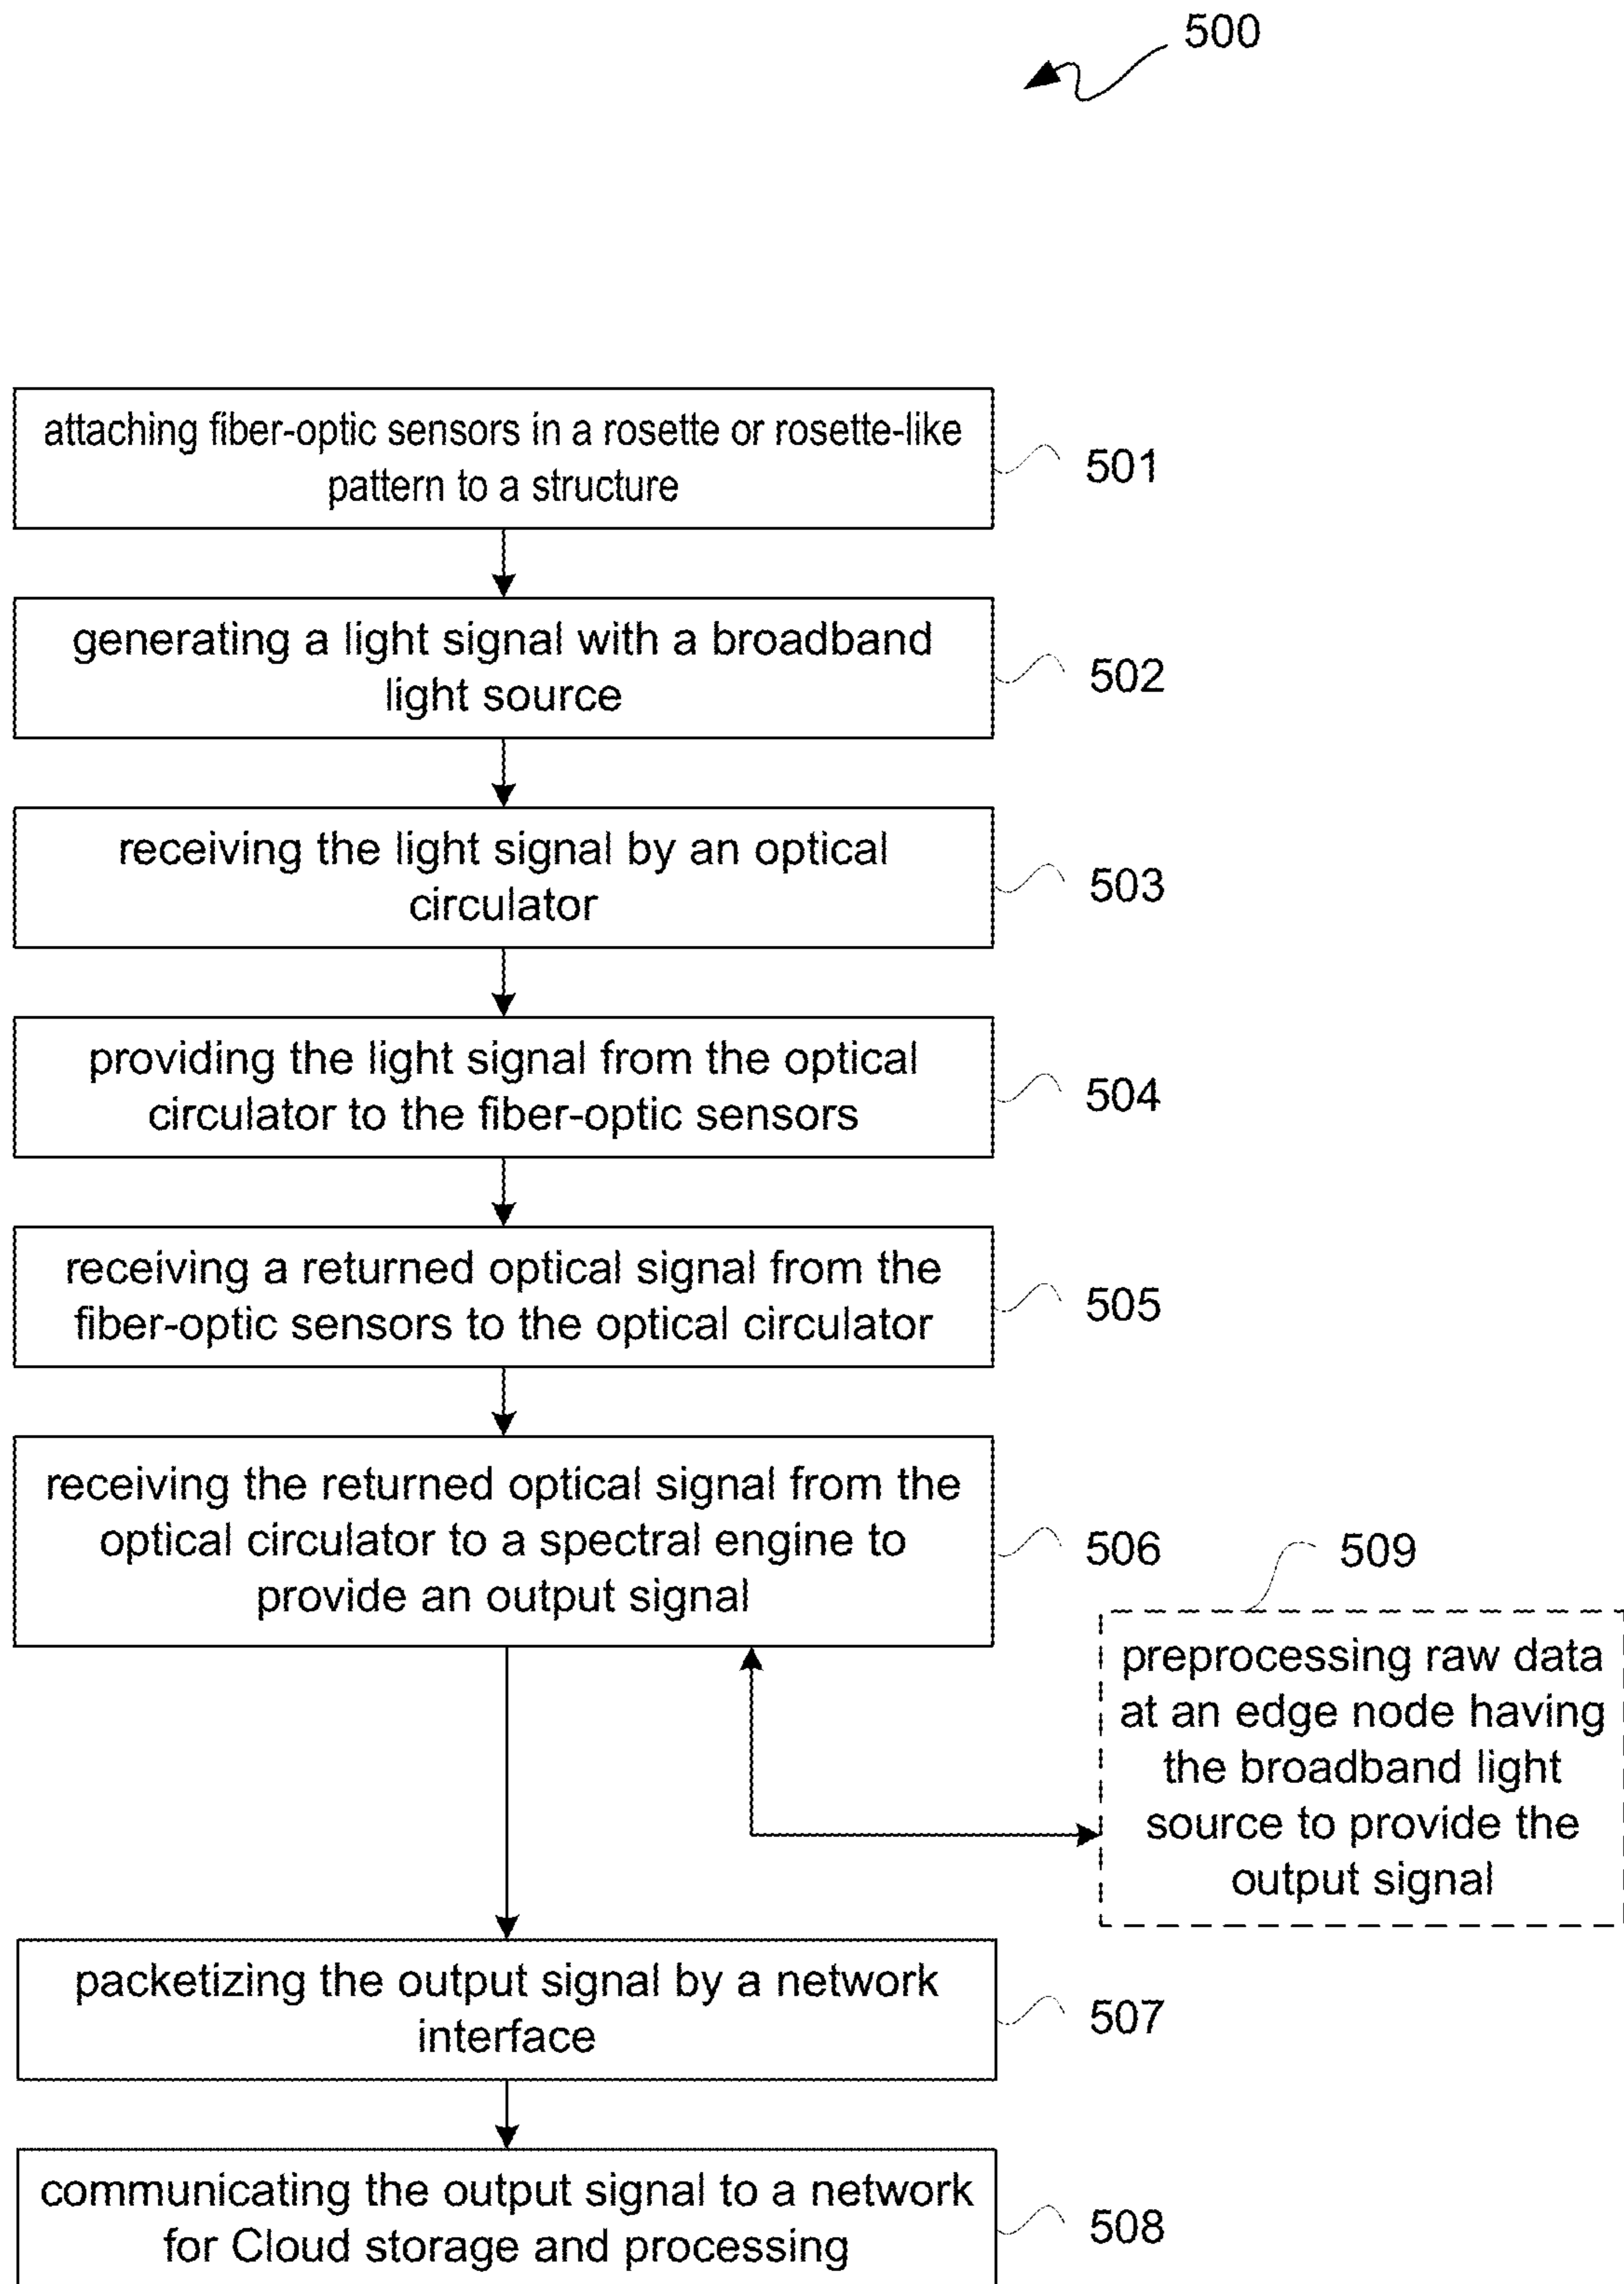 500
attaching fiber-optic sensors in a rosette or rosette-like
pattern to a structure
501
generating a light signal with a broadband
light source
502
receiving the light signal by an optical
circulator
503
providing the light signal from the optical
circulator to the fiber-optic sensors
504
receiving a returned optical signal from the
fiber-optic sensors to the optical circulator
505
receiving the returned optical signal from the
optical circulator to a spectral engine to
provide an output signal
506
509
preprocessing raw data
at an edge node having
the broadband light
source to provide the
output signal
packetizing the output signal by a network
interface
507
communicating the output signal to a network
for Cloud storage and processing
508